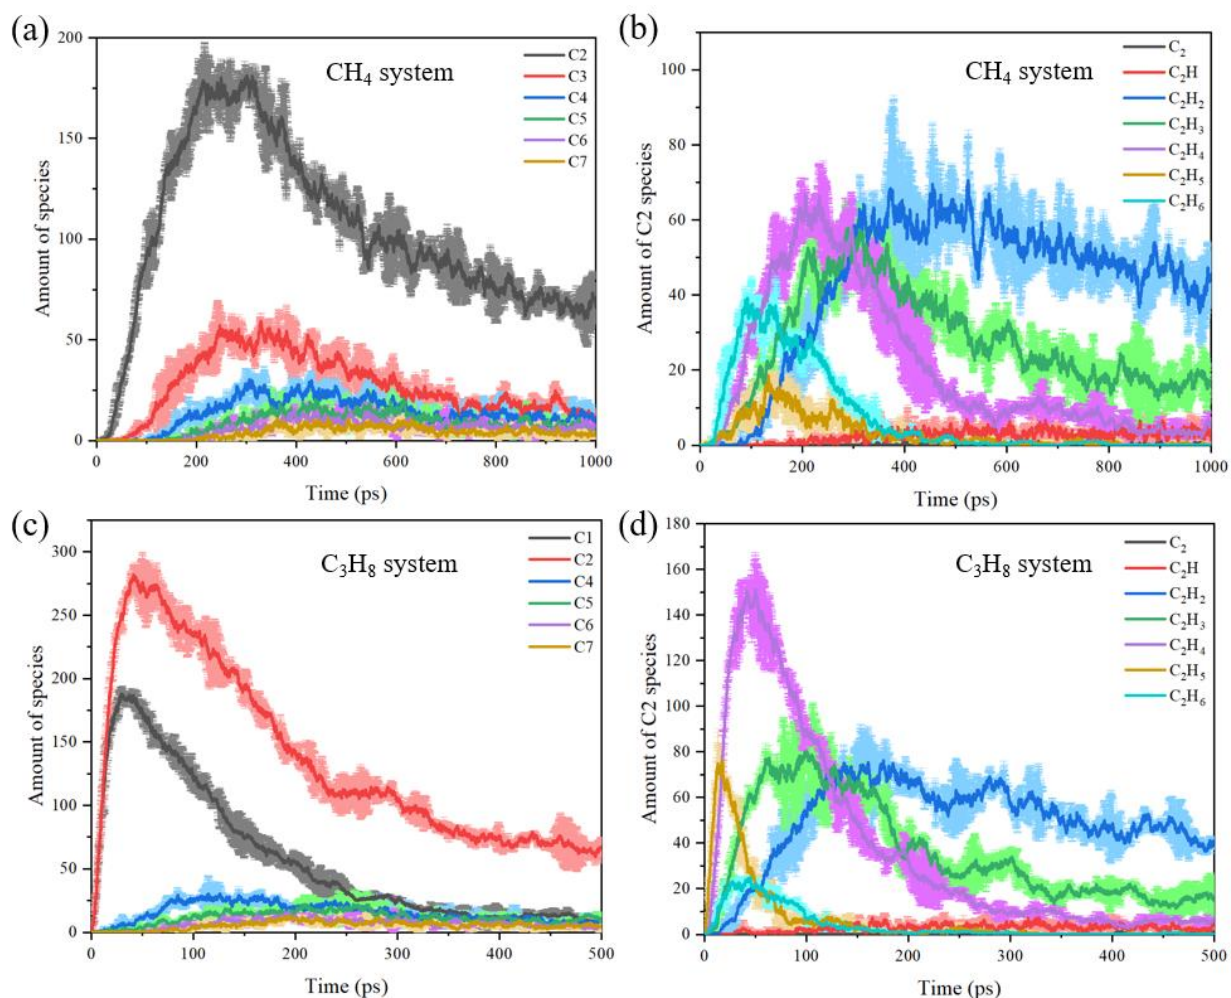 (a)
CH₄ system
C2
C3
C4
C5
C6
C7
200
150
100
50
0
Amount of species
0 200 400 600 800 1000
Time (ps)
(b)
CH₄ system
C₂
C₂H
C₂H₂
C₂H₃
C₂H₄
C₂H₅
C₂H₆
100
80
60
40
20
0
Amount of C2 species
0 200 400 600 800 1000
Time (ps)
(c)
C₃H₈ system
C1
C2
C4
C5
C6
C7
300
250
200
150
100
50
0
Amount of species
0 50 100 150 200 250 300 350 400 450 500
Time (ps)
(d)
C₃H₈ system
C₂
C₂H
C₂H₂
C₂H₃
C₂H₄
C₂H₅
C₂H₆
180
160
140
120
100
80
60
40
20
0
Amount of C2 species
0 100 200 300 400 500
Time (ps)